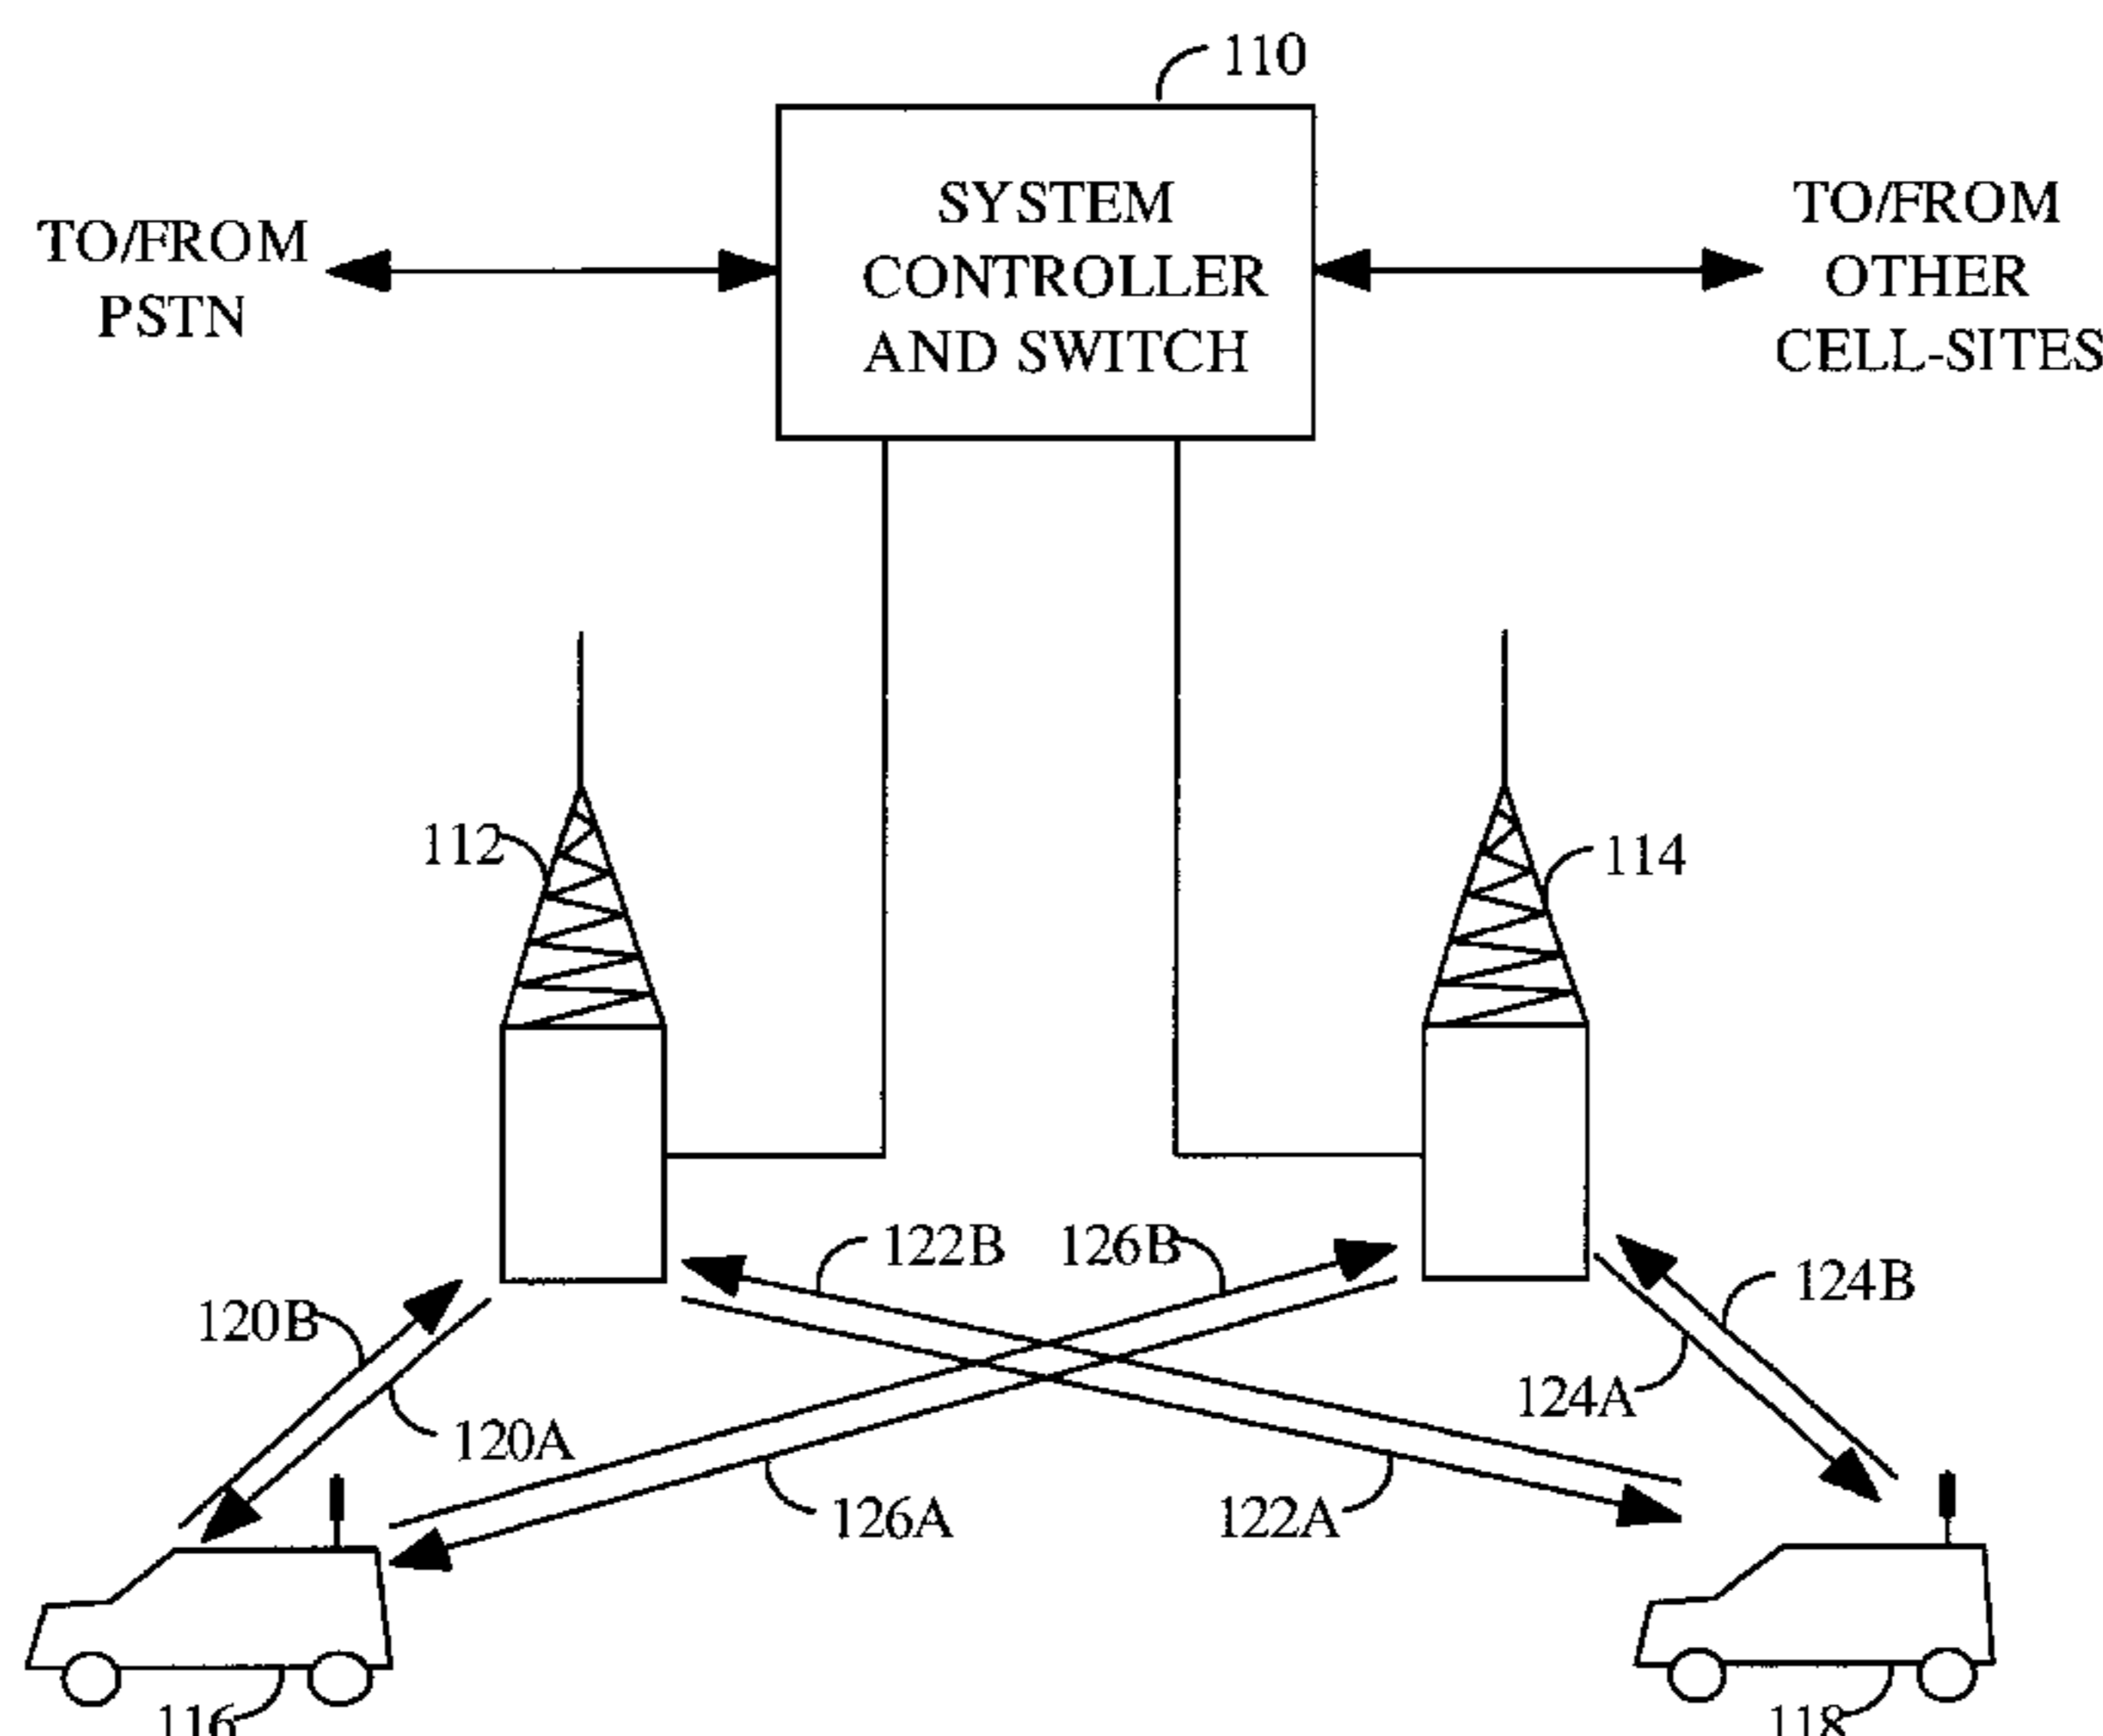 110
SYSTEM
CONTROLLER
AND SWITCH
TO/FROM
PSTN
TO/FROM
OTHER
CELL-SITES
112
114
122B
126B
124B
120B
124A
120A
126A
122A
116
118